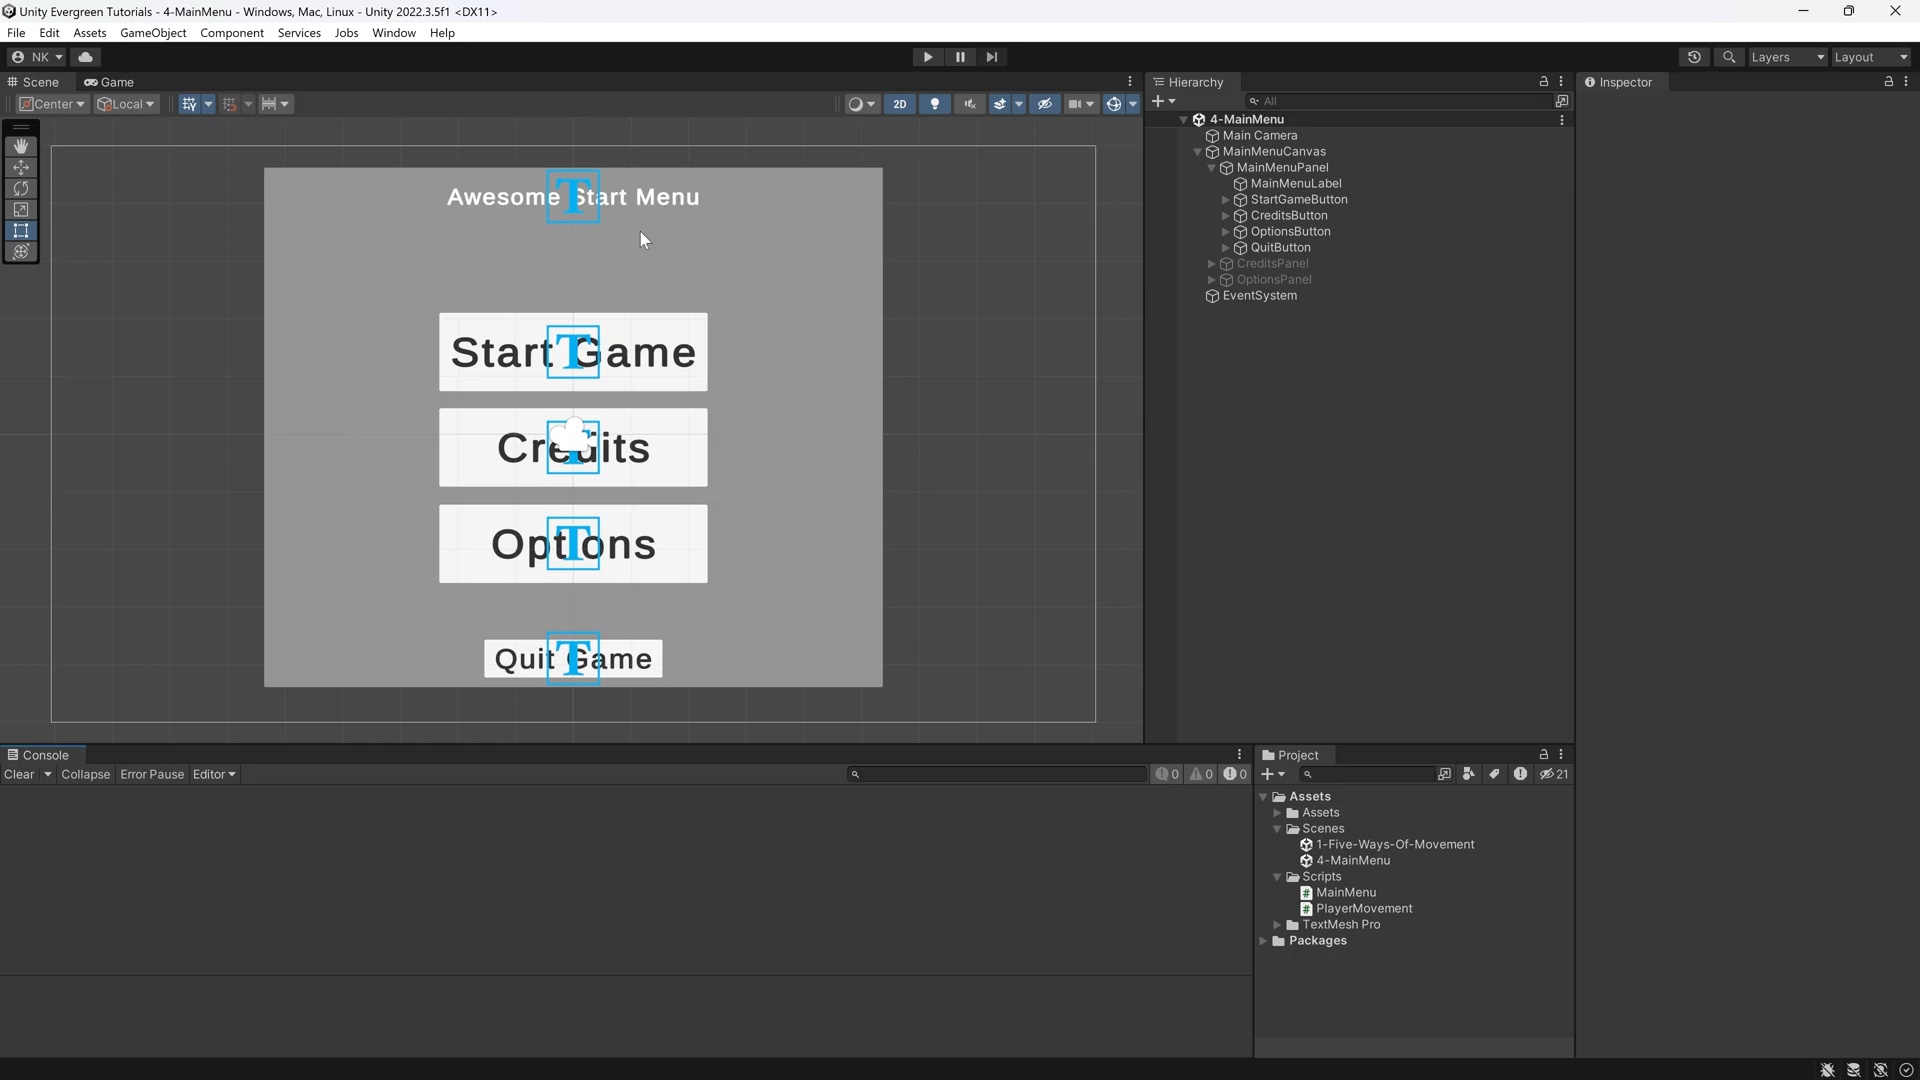 Unity Evergreen Tutorials - 4-MainMenu - Windows, Mac, Linux - Unity 2022.3.5f1 <DX11>
File Edit Assets GameObject Component Services Jobs Window Help
NK Layers Layout
Scene Game
Center Local 2D
Awesome Start Menu
Start Game
Credits
Options
Quit Game
Hierarchy
All
4-MainMenu
Main Camera
MainMenuCanvas
MainMenuPanel
MainMenuLabel
StartGameButton
CreditsButton
OptionsButton
QuitButton
CreditsPanel
OptionsPanel
EventSystem
Inspector
Console
Clear Collapse Error Pause Editor 0 0 0
Project
21
Assets
Assets
Scenes
1-Five-Ways-Of-Movement
4-MainMenu
Scripts
MainMenu
PlayerMovement
TextMesh Pro
Packages